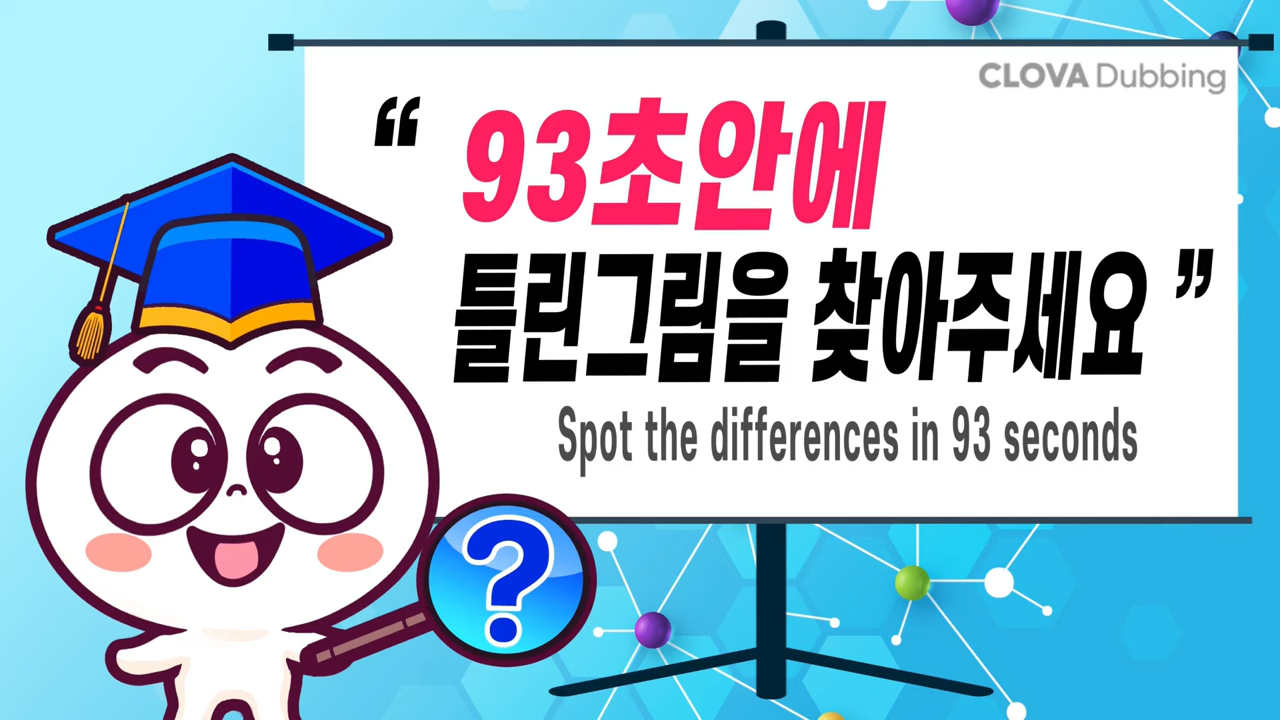 CLOVA Dubbing
“ 93초안에
틀린그림을 찾아주세요 ”
Spot the differences in 93 seconds
?